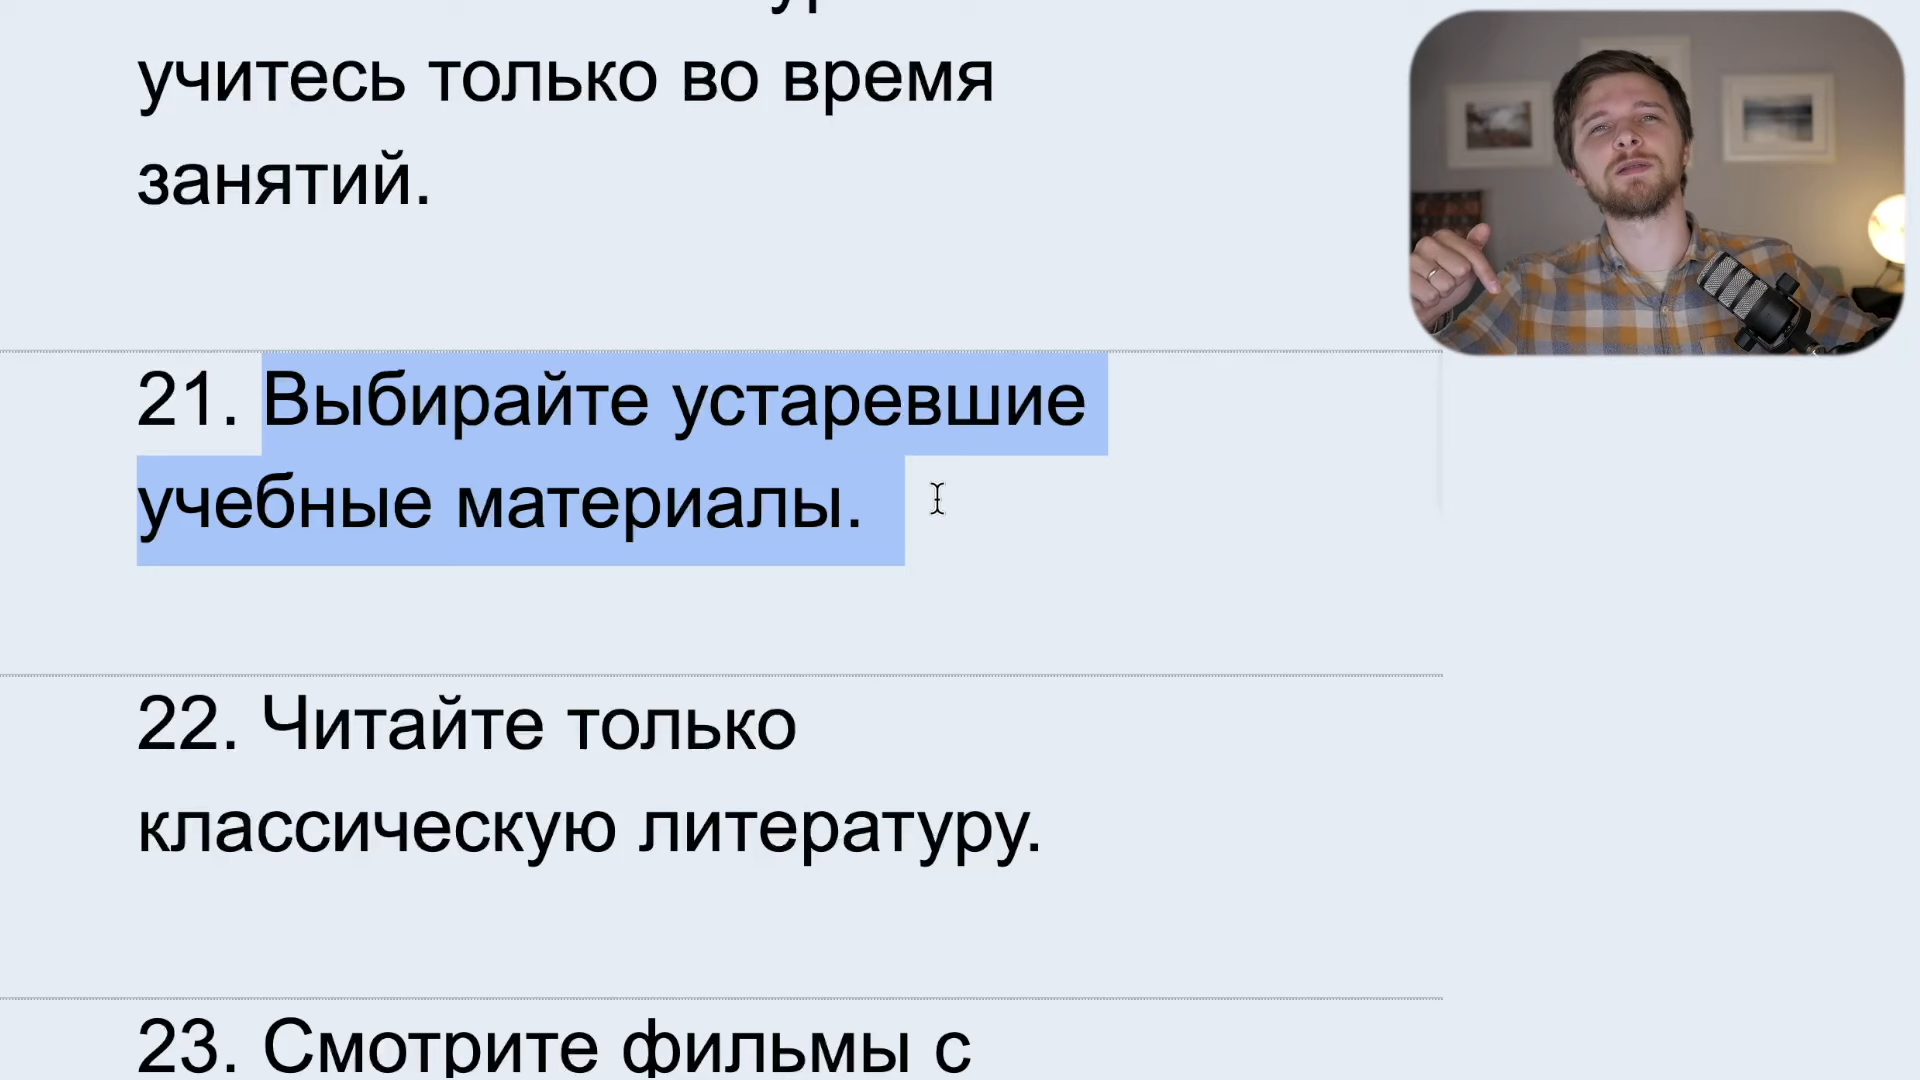 учитесь только во время
занятий.
21. Выбирайте устаревшие
учебные материалы.
22. Читайте только
классическую литературу.
23. Смотрите фильмы с